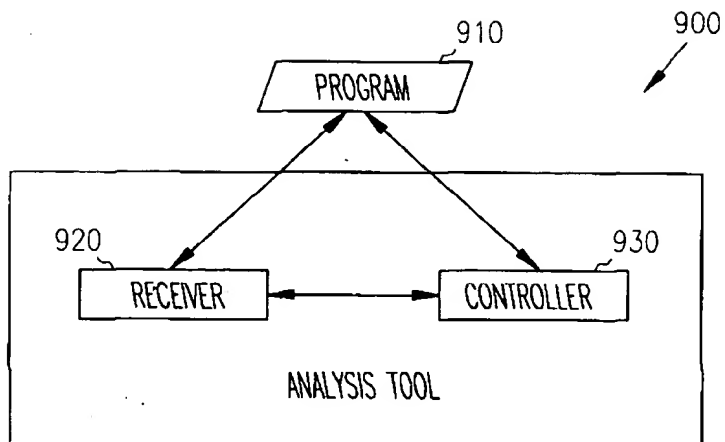 910
900
PROGRAM
920
930
RECEIVER
CONTROLLER
ANALYSIS TOOL